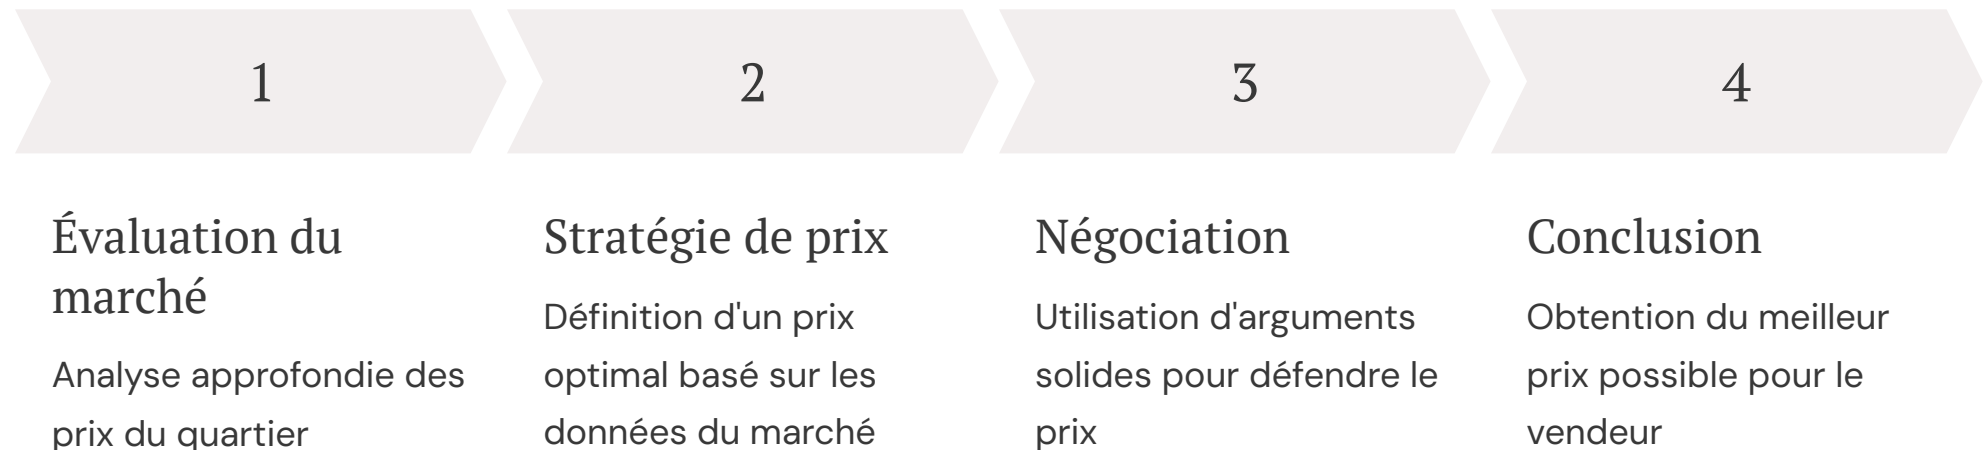 1
2
3
4
Évaluation du
marché
Analyse approfondie des
prix du quartier
Stratégie de prix
Définition d'un prix
optimal basé sur les
données du marché
Négociation
Utilisation d'arguments
solides pour défendre le
prix
Conclusion
Obtention du meilleur
prix possible pour le
vendeur